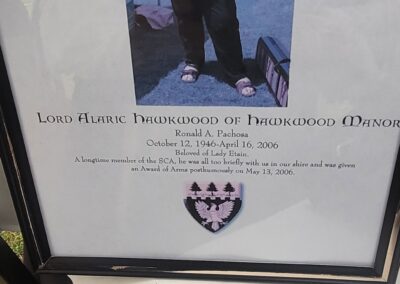 Lord Alaric Hawkwood of Hawkwood Manor
Ronald A. Pachosa
October 12, 1946-April 16, 2006
Beloved of Lady Etain.
A longtime member of the SCA, he was all too briefly with us in our shire and was given
an Award of Arms posthumously on May 13, 2006.